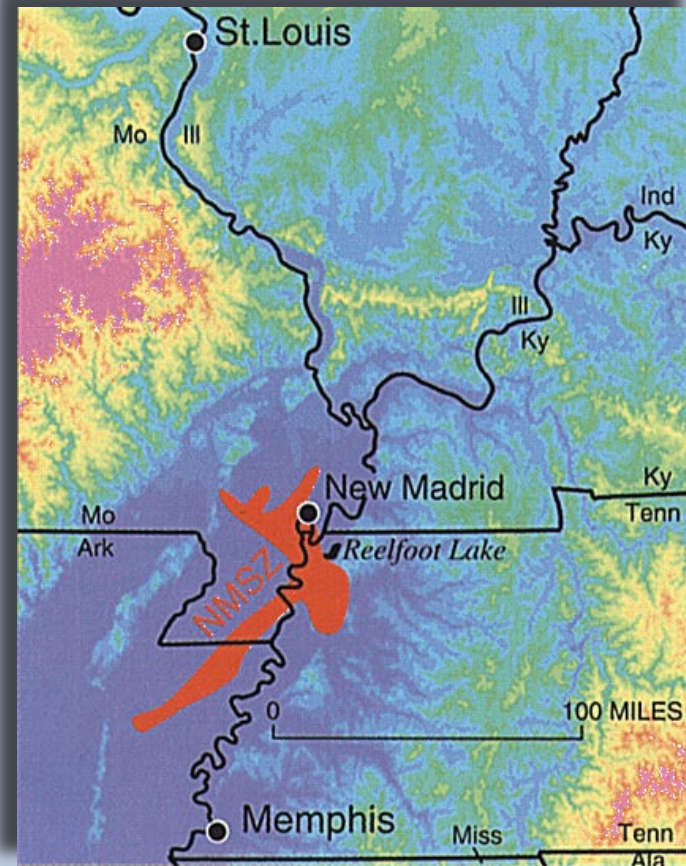 St.Louis
Mo
Ill
Ind
Ky
Ill
Ky
New Madrid
Ky
Mo
Tenn
Ark
Reelfoot Lake
NMSZ
0
100 MILES
Memphis
Miss
Tenn
Ala